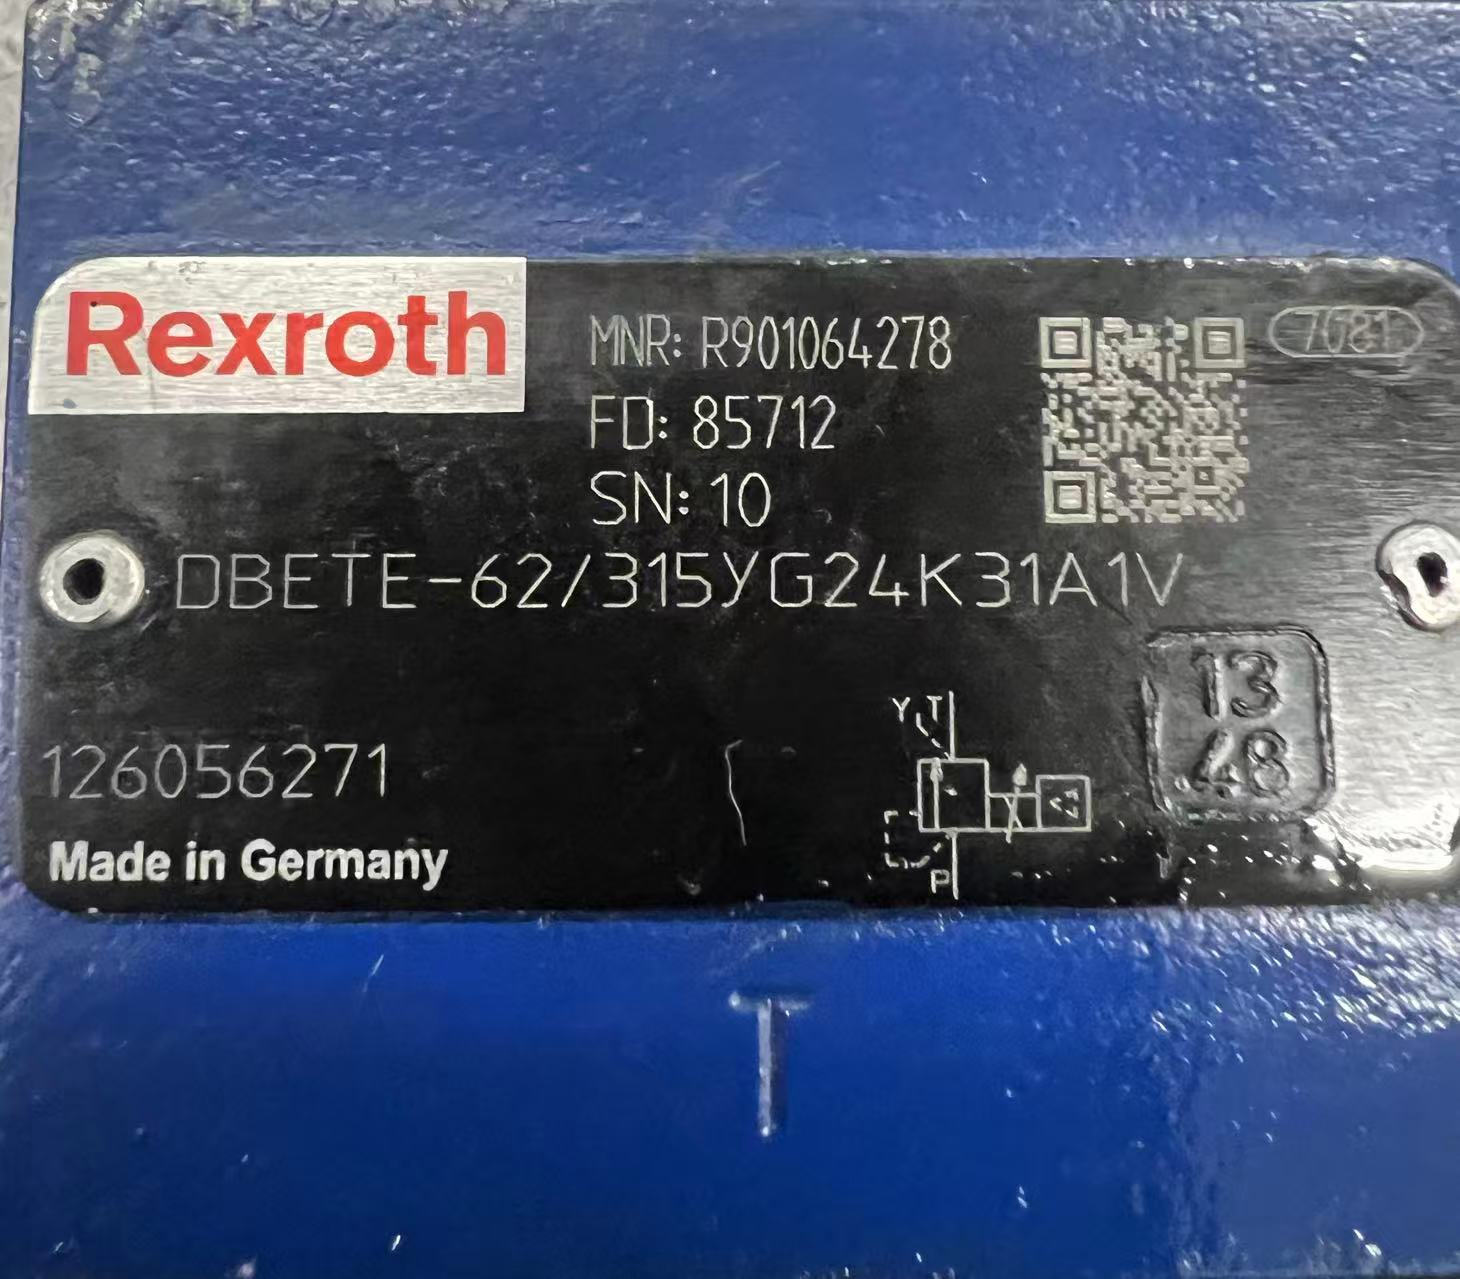 Rexroth
MNR: R901064278
7081
FD: 85712
SN: 10
DBETE-62/315YG24K31A1V
13
48
Y T
P
126056271
Made in Germany
T